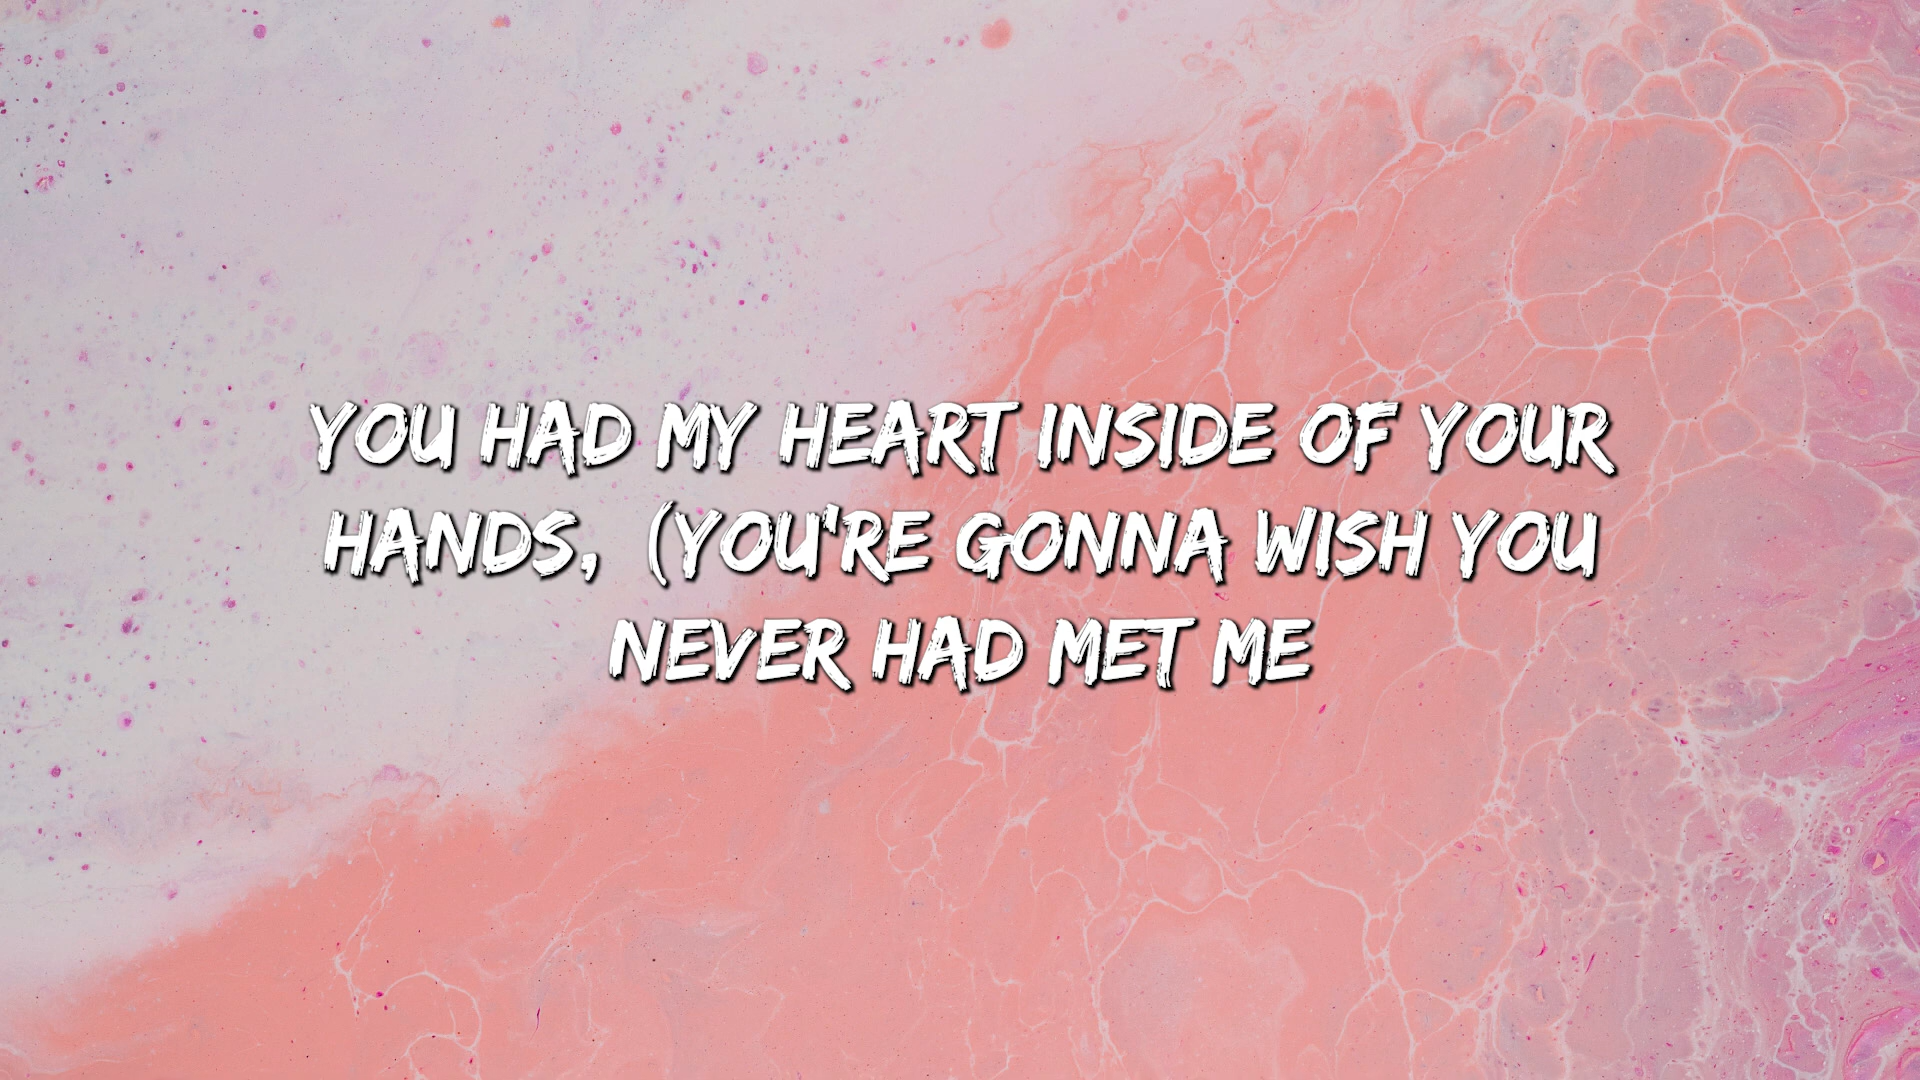 YOU HAD MY HEART INSIDE OF YOUR
HANDS, (YOU'RE GONNA WISH YOU
NEVER HAD MET ME